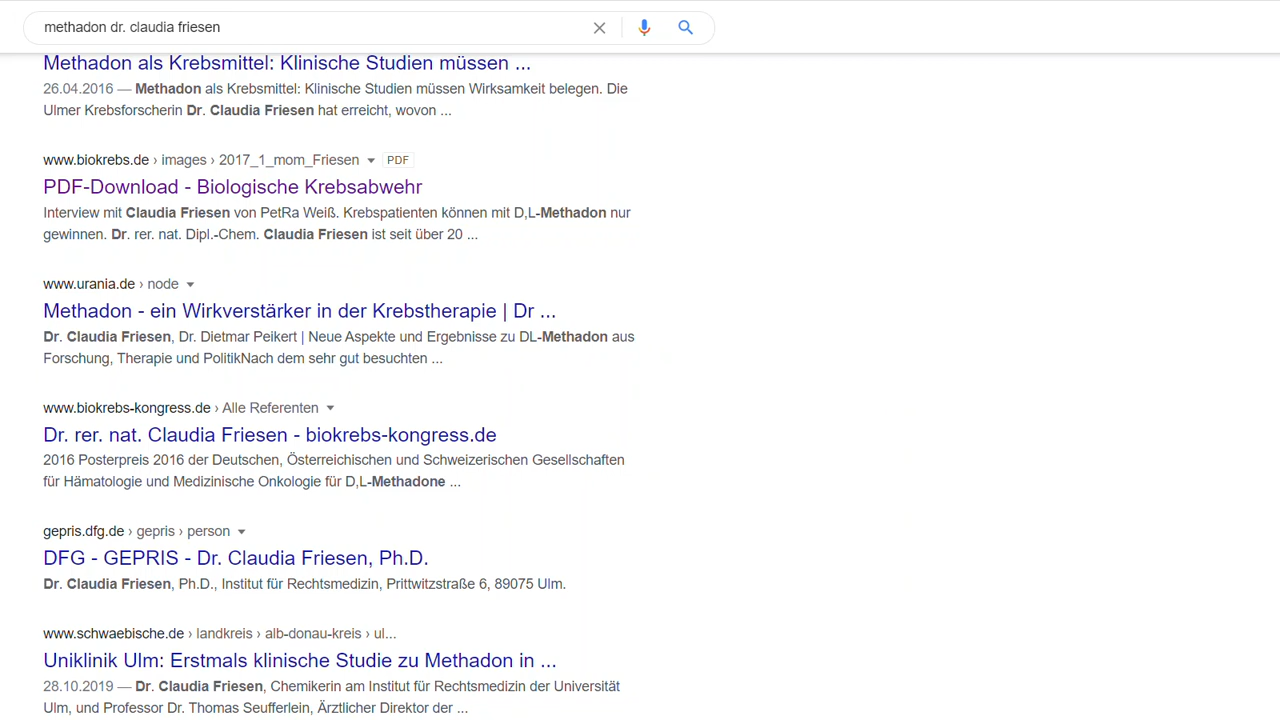 methadon dr. claudia friesen
Methadon als Krebsmittel: Klinische Studien müssen ...
26.04.2016 — Methadon als Krebsmittel: Klinische Studien müssen Wirksamkeit belegen. Die
Ulmer Krebsforscherin Dr. Claudia Friesen hat erreicht, wovon ...
www.biokrebs.de › images › 2017_1_mom_Friesen PDF
PDF-Download - Biologische Krebsabwehr
Interview mit Claudia Friesen von PetRa Weiß. Krebspatienten können mit D,L-Methadon nur
gewinnen. Dr. rer. nat. Dipl.-Chem. Claudia Friesen ist seit über 20 ...
www.urania.de › node
Methadon - ein Wirkverstärker in der Krebstherapie | Dr ...
Dr. Claudia Friesen, Dr. Dietmar Peikert | Neue Aspekte und Ergebnisse zu DL-Methadon aus
Forschung, Therapie und PolitikNach dem sehr gut besuchten ...
www.biokrebs-kongress.de › Alle Referenten
Dr. rer. nat. Claudia Friesen - biokrebs-kongress.de
2016 Posterpreis 2016 der Deutschen, Österreichischen und Schweizerischen Gesellschaften
für Hämatologie und Medizinische Onkologie für D,L-Methadone ...
gepris.dfg.de › gepris › person
DFG - GEPRIS - Dr. Claudia Friesen, Ph.D.
Dr. Claudia Friesen, Ph.D., Institut für Rechtsmedizin, Prittwitzstraße 6, 89075 Ulm.
www.schwaebische.de › landkreis › alb-donau-kreis › ul...
Uniklinik Ulm: Erstmals klinische Studie zu Methadon in ...
28.10.2019 — Dr. Claudia Friesen, Chemikerin am Institut für Rechtsmedizin der Universität
Ulm, und Professor Dr. Thomas Seufferlein, Ärztlicher Direktor der ...